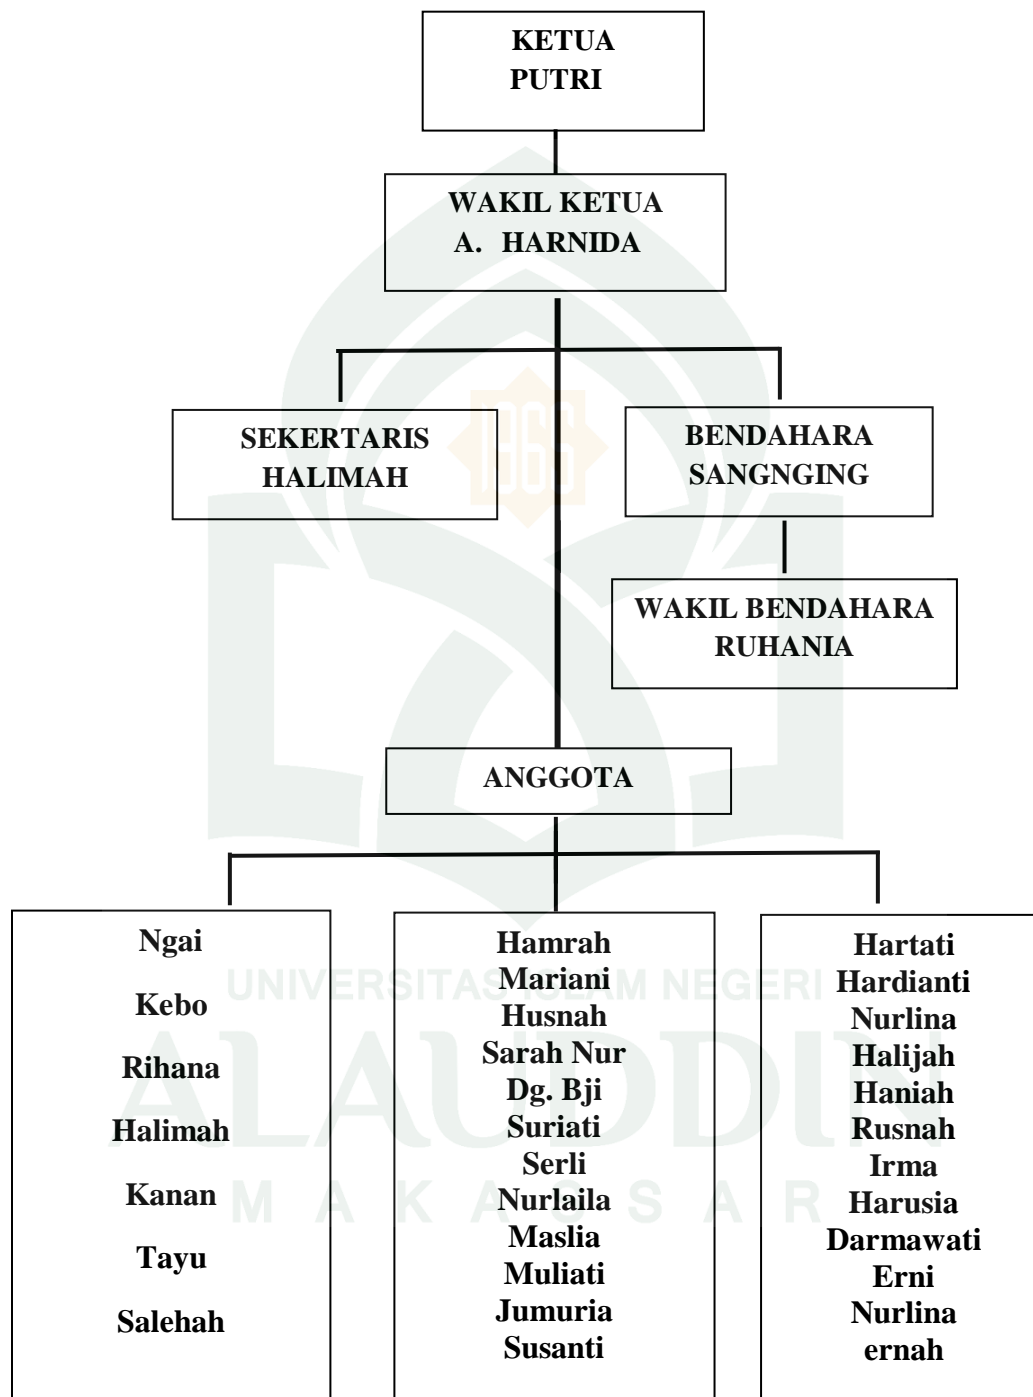 KETUA
PUTRI
WAKIL KETUA
A. HARNIDA
1965
SEKERTARIS
HALIMAH
BENDAHARA
SANGNGING
WAKIL BENDAHARA
RUHANIA
ANGGOTA
Ngai
Kebo
Rihana
Halimah
Kanan
Tayu
Salehah
Hamrah
Mariani
Husnah
Sarah Nur
Dg. Bji
Suriati
Serli
Nurlaila
Maslia
Muliati
Jumuria
Susanti
Hartati
Hardianti
Nurlina
Halijah
Haniah
Rusnah
Irma
Harusia
Darmawati
Erni
Nurlina
ernah
UNIVERSITAS ISLAM NEGERI
ALAUDDIN
MAKASSAR